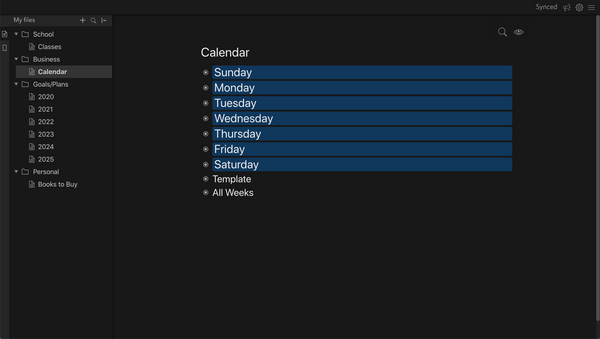 Synced
My files
School
Classes
Business
Calendar
Goals/Plans
2020
2021
2022
2023
2024
2025
Personal
Books to Buy
Calendar
Sunday
Monday
Tuesday
Wednesday
Thursday
Friday
Saturday
Template
All Weeks